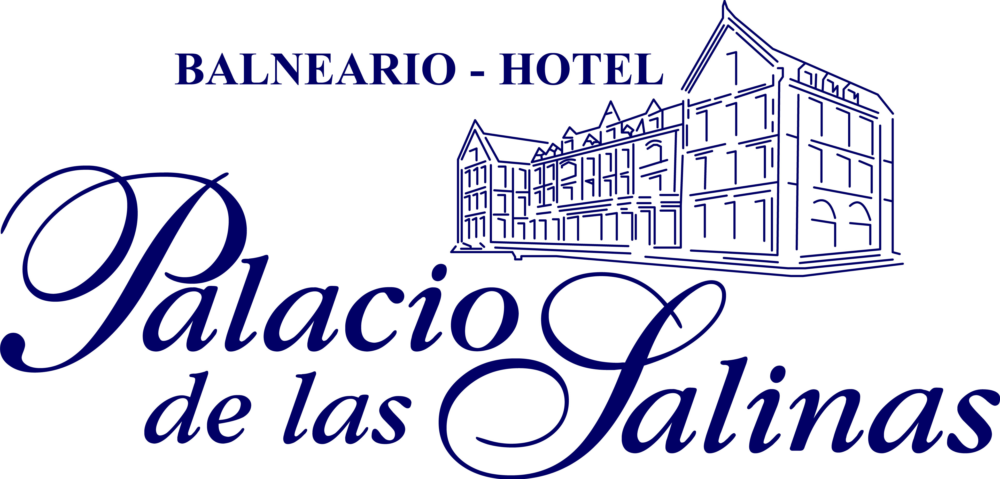 BALNEARIO - HOTEL
Palacio
de las Salinas